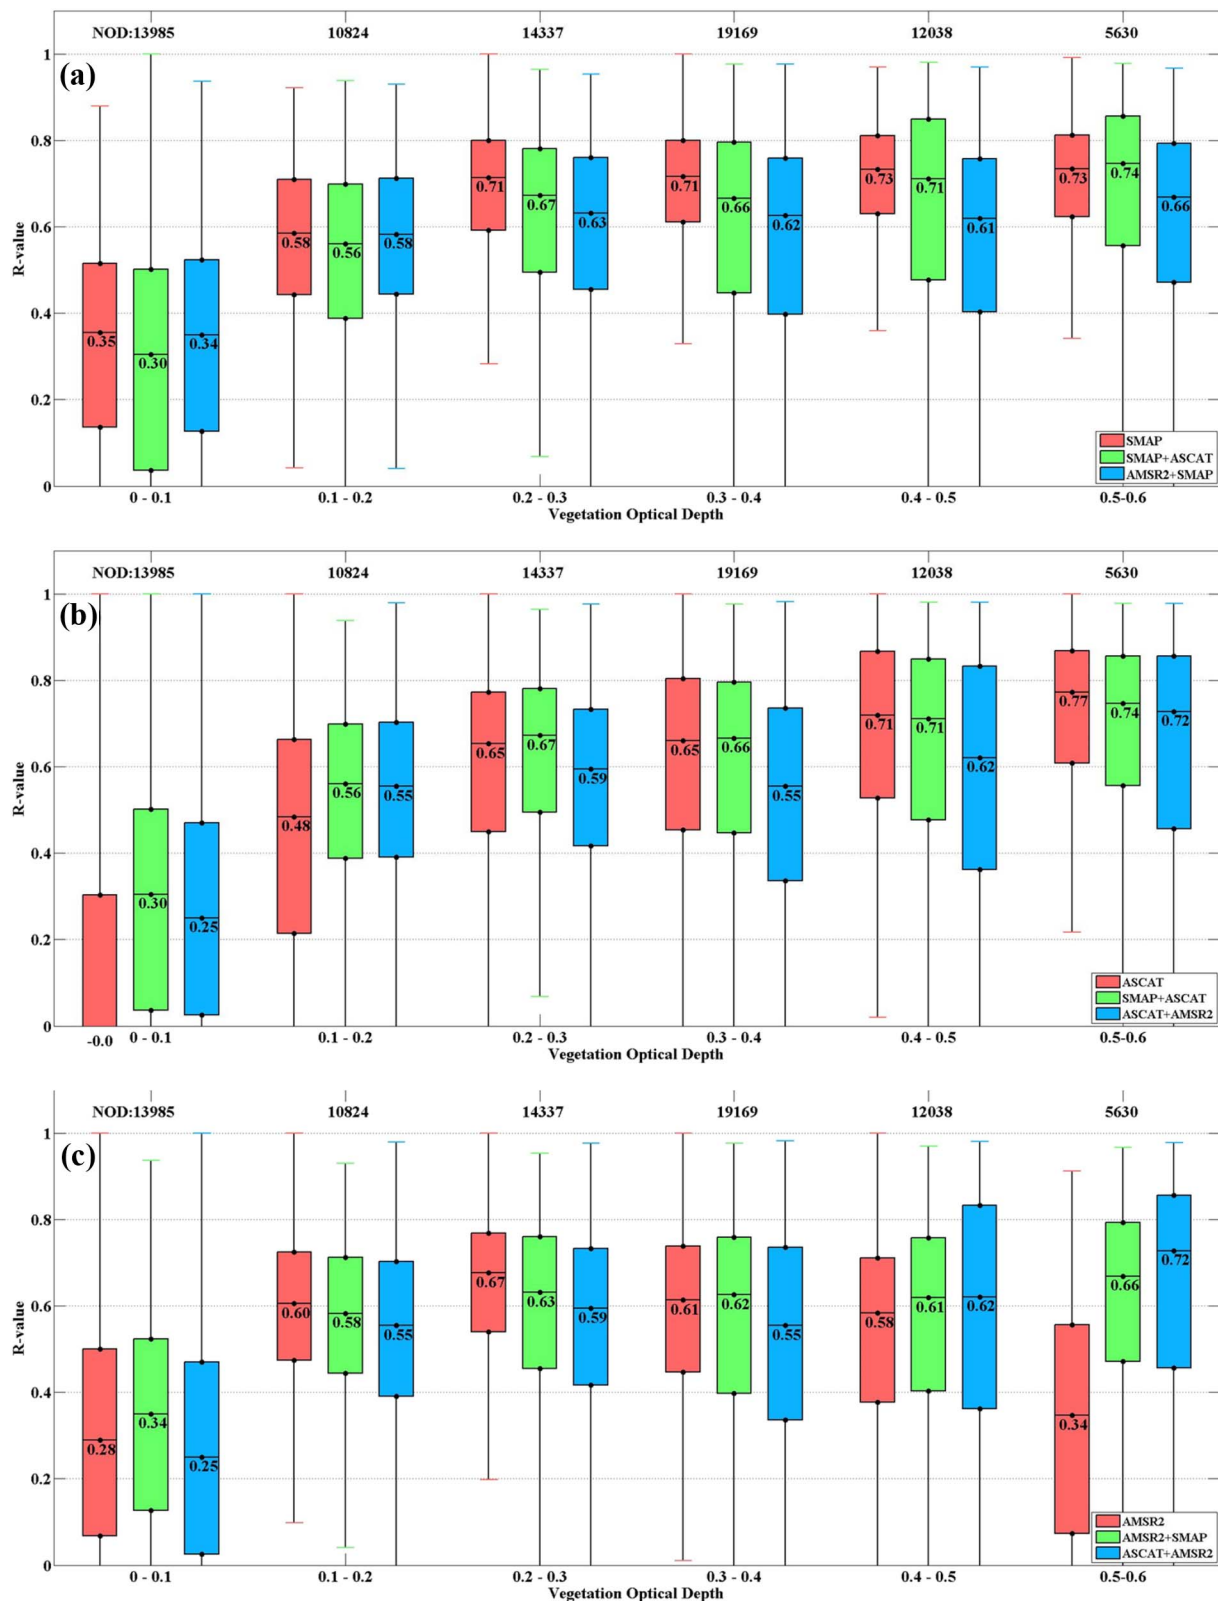 NOD:13985 10824 14337 19169 12038 5630
(a)
1
0.8
0.6
0.4
0.2
0
R-value
0.35 0.30 0.34 0.58 0.56 0.58 0.71 0.67 0.63 0.71 0.66 0.62 0.73 0.71 0.61 0.73 0.74 0.66
SMAP
SMAP+ASCAT
AMSR2+SMAP
0 - 0.1 0.1 - 0.2 0.2 - 0.3 0.3 - 0.4 0.4 - 0.5 0.5-0.6
Vegetation Optical Depth
NOD:13985 10824 14337 19169 12038 5630
(b)
1
0.8
0.6
0.4
0.2
0
R-value
-0.0 0.30 0.25 0.48 0.56 0.55 0.65 0.67 0.59 0.65 0.66 0.55 0.71 0.71 0.62 0.77 0.74 0.72
ASCAT
SMAP+ASCAT
ASCAT+AMSR2
0 - 0.1 0.1 - 0.2 0.2 - 0.3 0.3 - 0.4 0.4 - 0.5 0.5-0.6
Vegetation Optical Depth
NOD:13985 10824 14337 19169 12038 5630
(c)
1
0.8
0.6
0.4
0.2
0
R-value
0.28 0.34 0.25 0.60 0.58 0.55 0.67 0.63 0.59 0.61 0.62 0.55 0.58 0.61 0.62 0.34 0.66 0.72
AMSR2
AMSR2+SMAP
ASCAT+AMSR2
0 - 0.1 0.1 - 0.2 0.2 - 0.3 0.3 - 0.4 0.4 - 0.5 0.5-0.6
Vegetation Optical Depth